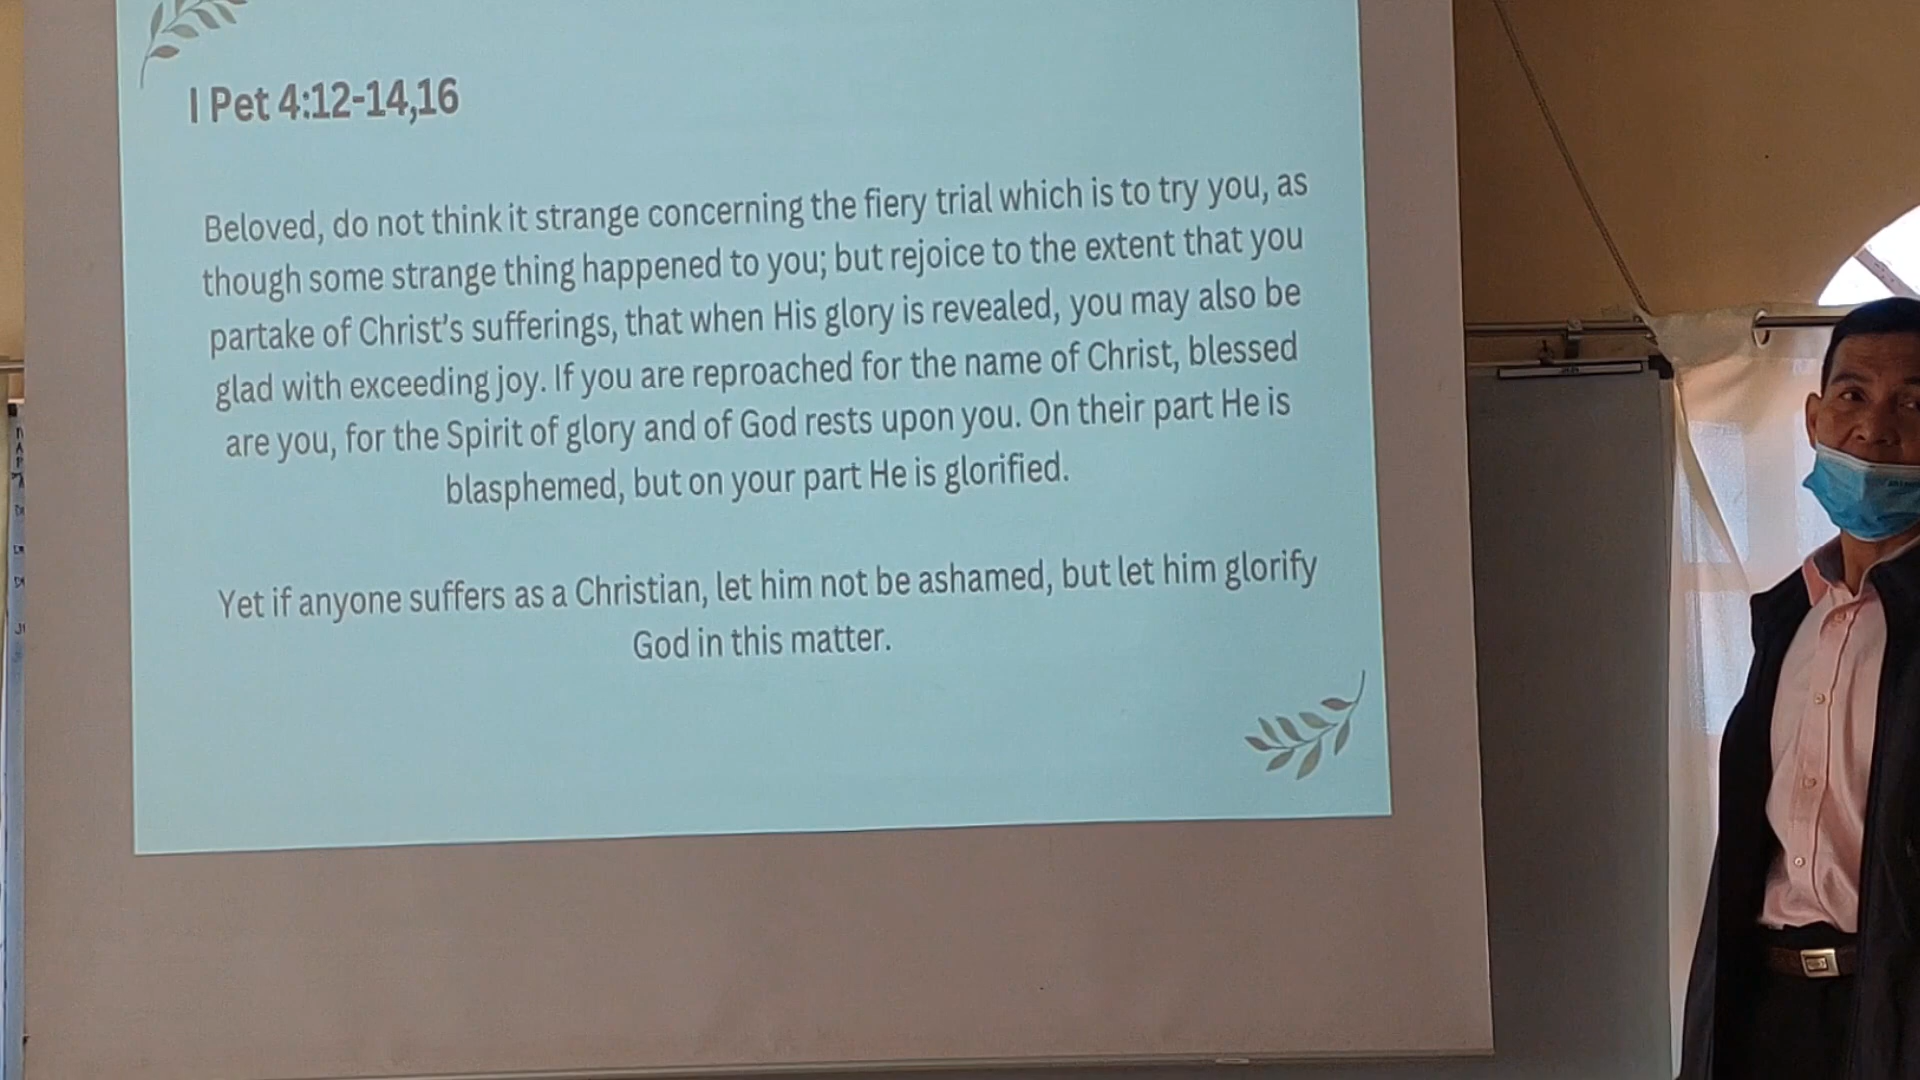 I Pet 4:12-14,16
Beloved, do not think it strange concerning the fiery trial which is to try you, as
though some strange thing happened to you; but rejoice to the extent that you
partake of Christ's sufferings, that when His glory is revealed, you may also be
glad with exceeding joy. If you are reproached for the name of Christ, blessed
are you, for the Spirit of glory and of God rests upon you. On their part He is
blasphemed, but on your part He is glorified.
Yet if anyone suffers as a Christian, let him not be ashamed, but let him glorify
God in this matter.